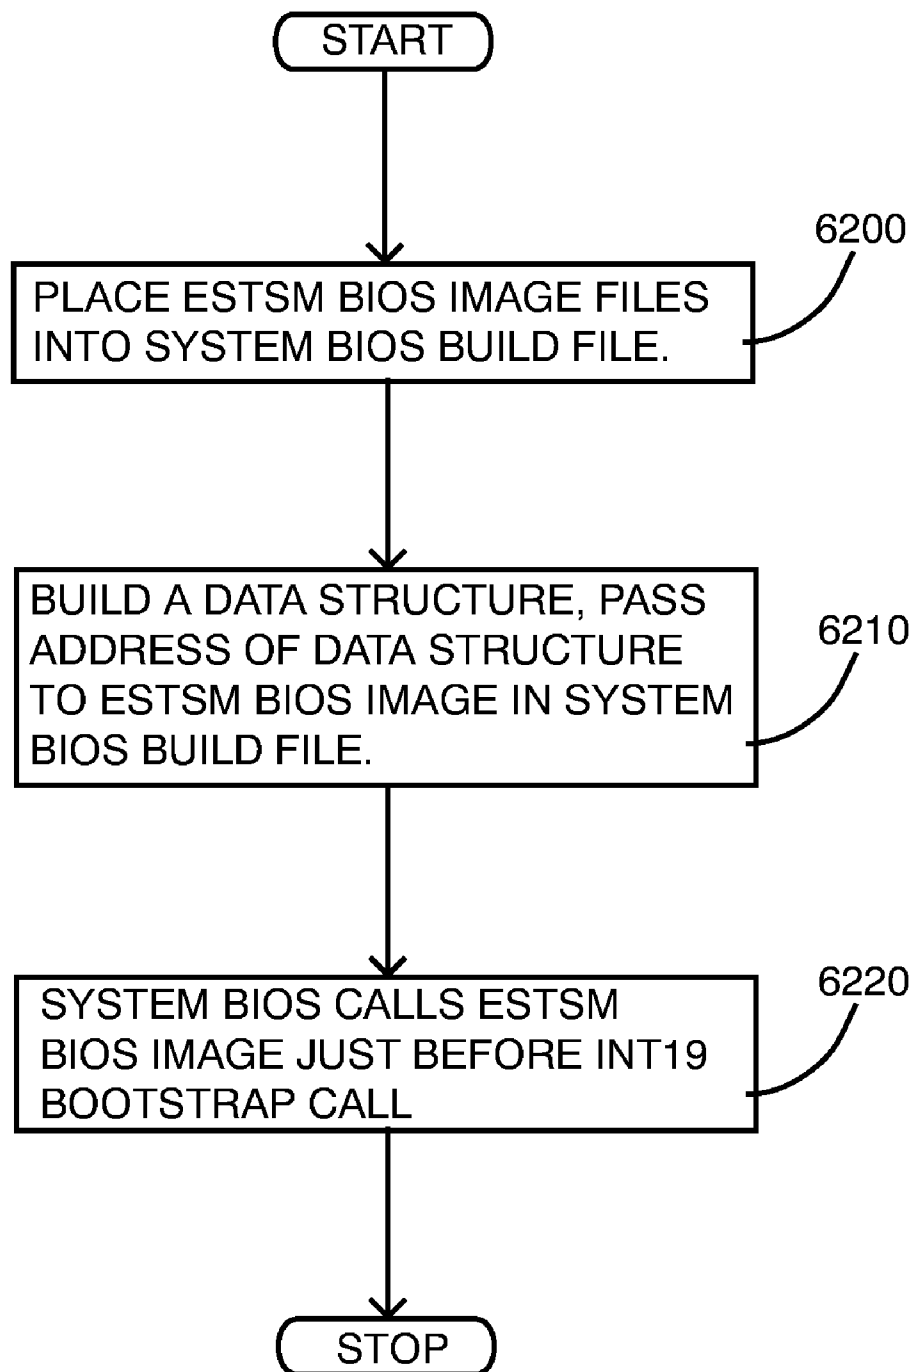 START
6200
PLACE ESTSM BIOS IMAGE FILES
INTO SYSTEM BIOS BUILD FILE.
6210
BUILD A DATA STRUCTURE, PASS
ADDRESS OF DATA STRUCTURE
TO ESTSM BIOS IMAGE IN SYSTEM
BIOS BUILD FILE.
6220
SYSTEM BIOS CALLS ESTSM
BIOS IMAGE JUST BEFORE INT19
BOOTSTRAP CALL
STOP